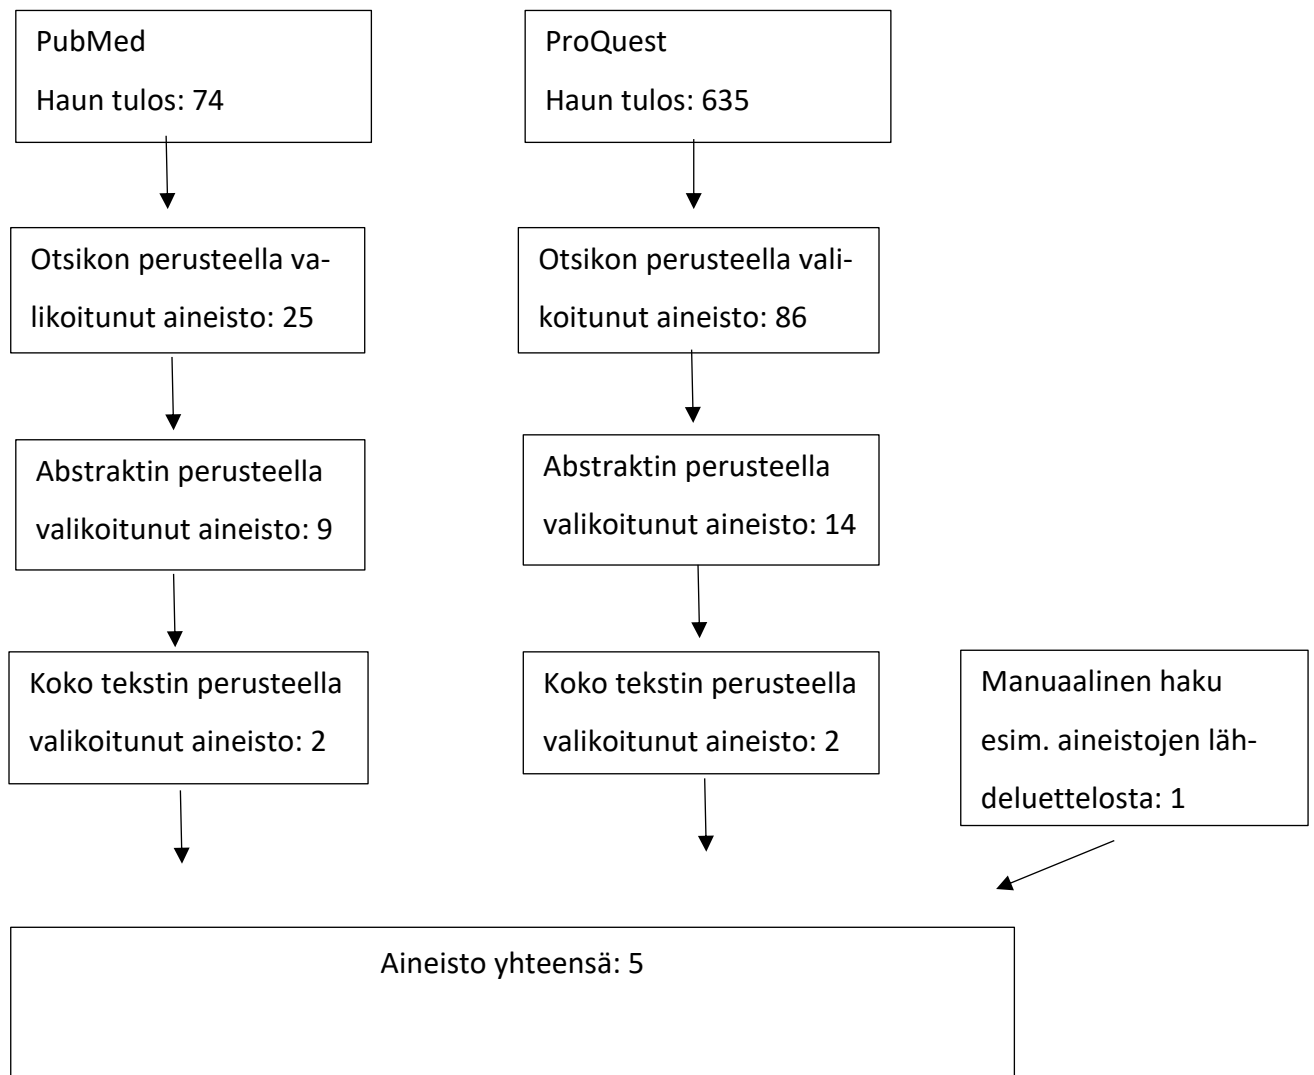 PubMed
Haun tulos: 74
ProQuest
Haun tulos: 635
Otsikon perusteella va-
likoitunut aineisto: 25
Otsikon perusteella vali-
koitunut aineisto: 86
Abstraktin perusteella
valikoitunut aineisto: 9
Abstraktin perusteella
valikoitunut aineisto: 14
Koko tekstin perusteella
valikoitunut aineisto: 2
Koko tekstin perusteella
valikoitunut aineisto: 2
Manuaalinen haku
esim. aineistojen läh-
deluettelosta: 1
Aineisto yhteensä: 5